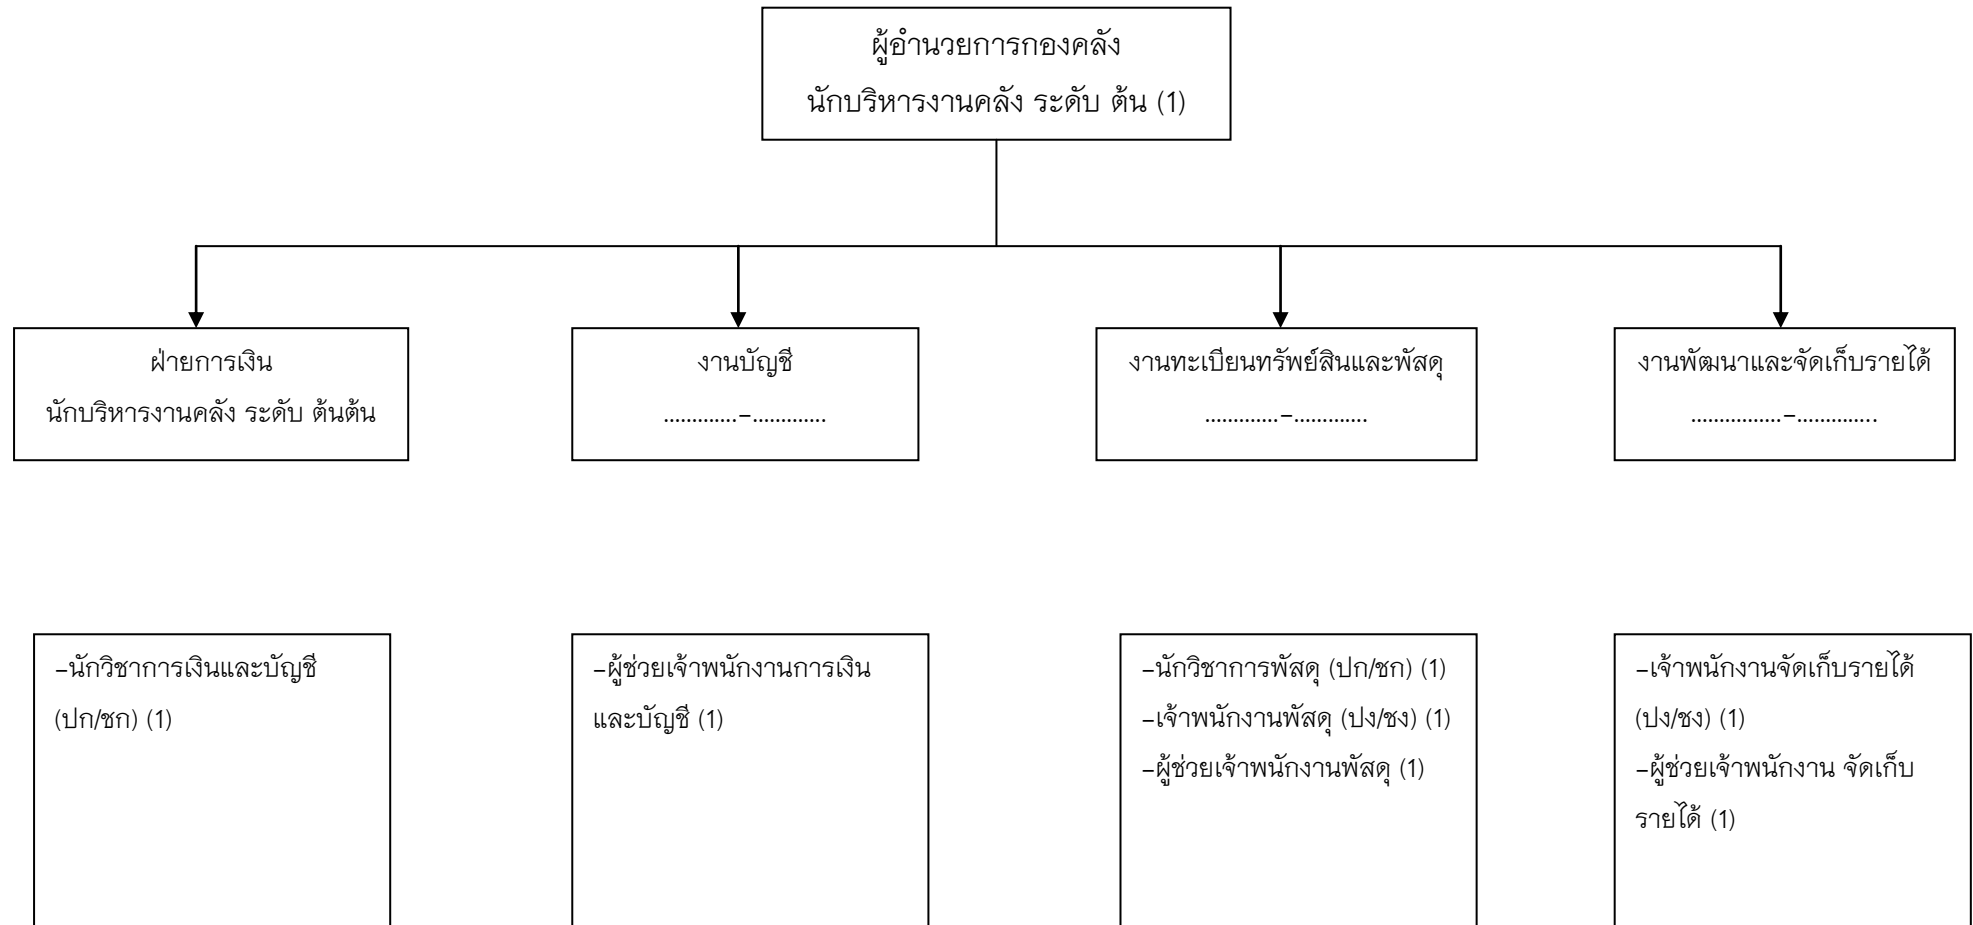 ผู้อำนวยการกองคลัง
นักบริหารงานคลัง ระดับ ต้น (1)
ฝ่ายการเงิน
นักบริหารงานคลัง ระดับ ต้นต้น
งานบัญชี
.............-.............
งานทะเบียนทรัพย์สินและพัสดุ
.............-.............
งานพัฒนาและจัดเก็บรายได้
................-..............
-นักวิชาการเงินและบัญชี
(ปก/ชก) (1)
-ผู้ช่วยเจ้าพนักงานการเงิน
และบัญชี (1)
-นักวิชาการพัสดุ (ปก/ชก) (1)
-เจ้าพนักงานพัสดุ (ปง/ชง) (1)
-ผู้ช่วยเจ้าพนักงานพัสดุ (1)
-เจ้าพนักงานจัดเก็บรายได้
(ปง/ชง) (1)
-ผู้ช่วยเจ้าพนักงาน จัดเก็บ
รายได้ (1)